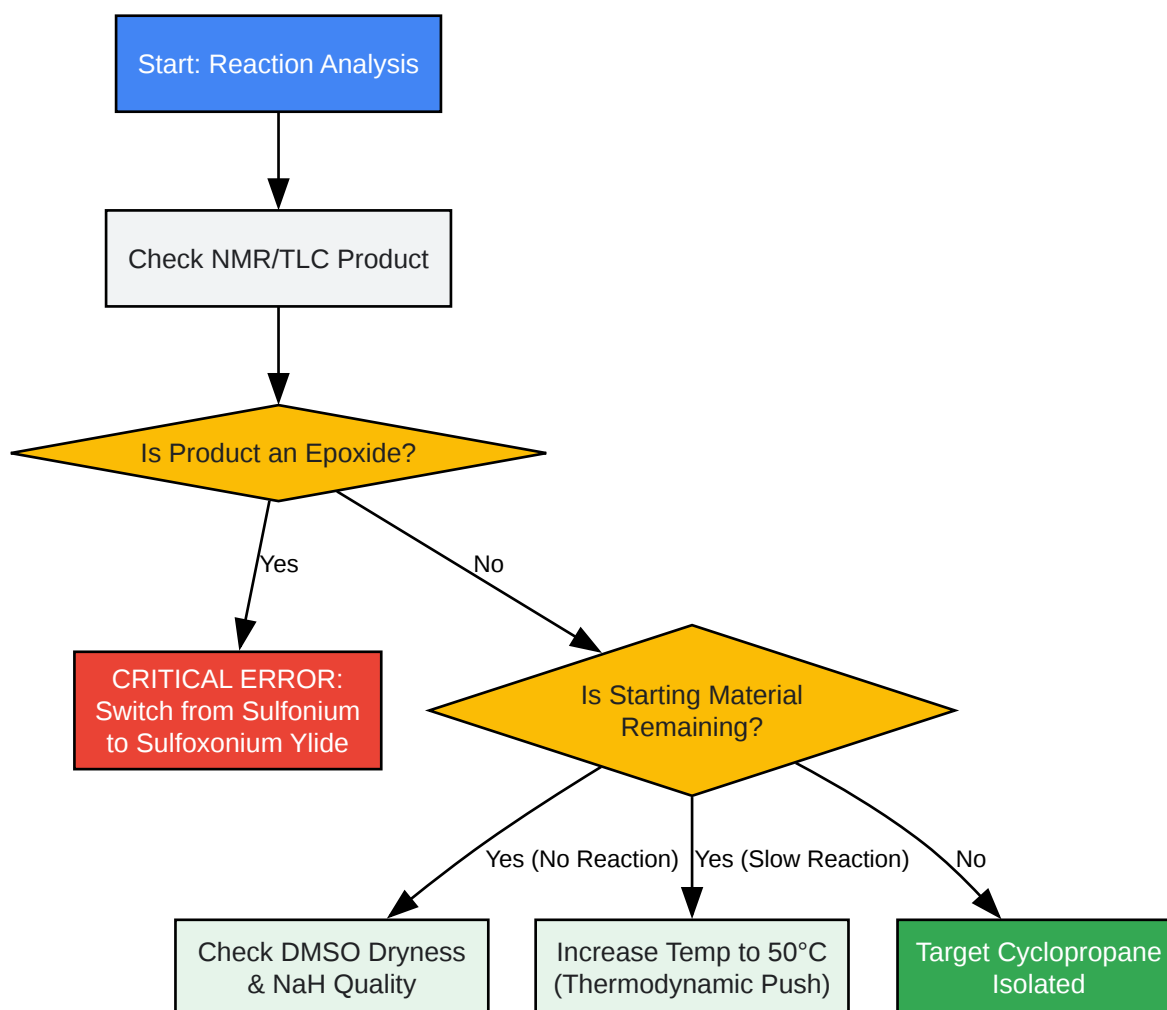 Start: Reaction Analysis
Check NMR/TLC Product
Is Product an Epoxide?
Yes
No
CRITICAL ERROR:
Switch from Sulfonium
to Sulfoxonium Ylide
Is Starting Material
Remaining?
Yes (No Reaction)
Yes (Slow Reaction)
No
Check DMSO Dryness
& NaH Quality
Increase Temp to 50°C
(Thermodynamic Push)
Target Cyclopropane
Isolated